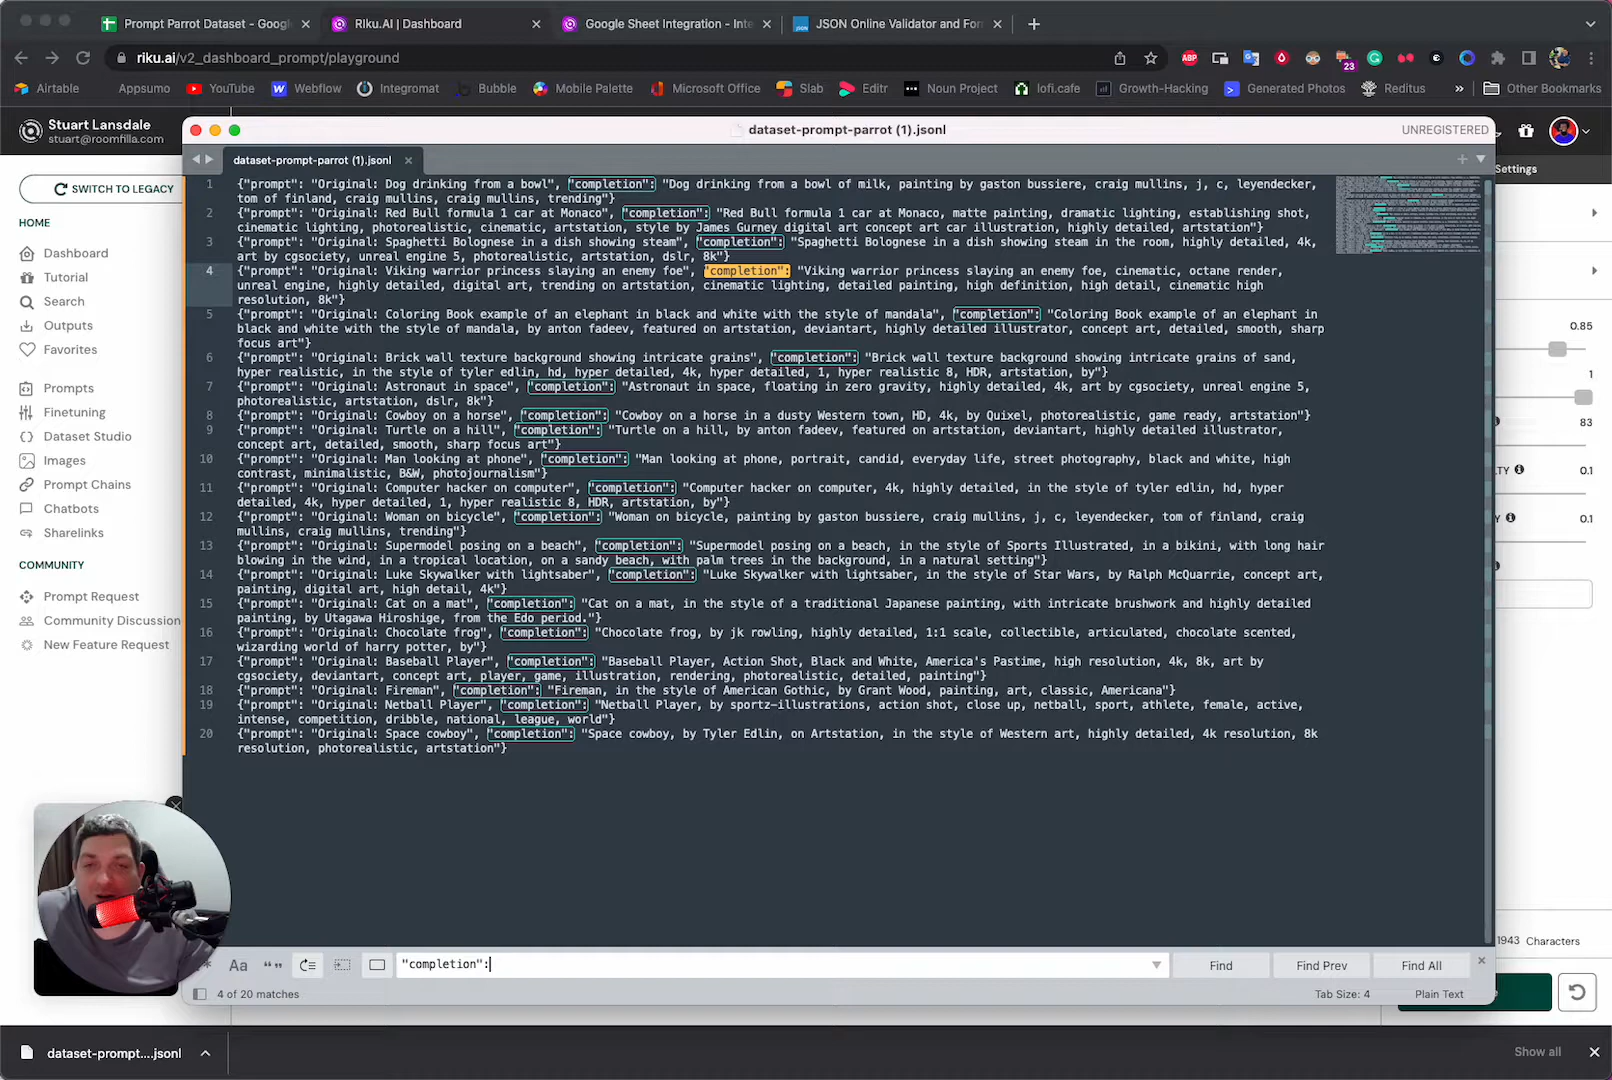 Prompt Parrot Dataset - Googl
Riku.AI | Dashboard
Google Sheet Integration - Inte
JSON Online Validator and For
riku.ai/v2_dashboard_prompt/playground
23
Airtable
Appsumo
YouTube
Webflow
Integromat
Bubble
Mobile Palette
Microsoft Office
Slab
Editr
Noun Project
lofi.cafe
Growth-Hacking
Generated Photos
Reditus
»
Other Bookmarks
Stuart Lansdale
stuart@roomfilla.com
dataset-prompt-parrot (1).jsonl
UNREGISTERED
SWITCH TO LEGACY
dataset-prompt-parrot (1).jsonl
Settings
HOME
Dashboard
Tutorial
Search
Outputs
Favorites
Prompts
Finetuning
Dataset Studio
Images
Prompt Chains
Chatbots
Sharelinks
COMMUNITY
Prompt Request
Community Discussion
New Feature Request
1 {"prompt": "Original: Dog drinking from a bowl", "completion": "Dog drinking from a bowl of milk, painting by gaston bussiere, craig mullins, j, c, leyendecker,
tom of finland, craig mullins, craig mullins, trending"}
2 {"prompt": "Original: Red Bull formula 1 car at Monaco", "completion": "Red Bull formula 1 car at Monaco, matte painting, dramatic lighting, establishing shot,
cinematic lighting, photorealistic, cinematic, artstation, style by James Gurney digital art concept art car illustration, highly detailed, artstation"}
3 {"prompt": "Original: Spaghetti Bolognese in a dish showing steam", "completion": "Spaghetti Bolognese in a dish showing steam in the room, highly detailed, 4k,
art by cgsociety, unreal engine 5, photorealistic, artstation, dslr, 8k"}
4 {"prompt": "Original: Viking warrior princess slaying an enemy foe", "completion": "Viking warrior princess slaying an enemy foe, cinematic, octane render,
unreal engine, highly detailed, digital art, trending on artstation, cinematic lighting, detailed painting, high definition, high detail, cinematic high
resolution, 8k"}
5 {"prompt": "Original: Coloring Book example of an elephant in black and white with the style of mandala", "completion": "Coloring Book example of an elephant in
black and white with the style of mandala, by anton fadeev, featured on artstation, deviantart, highly detailed illustrator, concept art, detailed, smooth, sharp
focus art"}
6 {"prompt": "Original: Brick wall texture background showing intricate grains", "completion": "Brick wall texture background showing intricate grains of sand,
hyper realistic, in the style of tyler edlin, hd, hyper detailed, 4k, hyper detailed, 1, hyper realistic 8, HDR, artstation, by"}
7 {"prompt": "Original: Astronaut in space", "completion": "Astronaut in space, floating in zero gravity, highly detailed, 4k, art by cgsociety, unreal engine 5,
photorealistic, artstation, dslr, 8k"}
8 {"prompt": "Original: Cowboy on a horse", "completion": "Cowboy on a horse in a dusty Western town, HD, 4k, by Quixel, photorealistic, game ready, artstation"}
9 {"prompt": "Original: Turtle on a hill", "completion": "Turtle on a hill, by anton fadeev, featured on artstation, deviantart, highly detailed illustrator,
concept art, detailed, smooth, sharp focus art"}
10 {"prompt": "Original: Man looking at phone", "completion": "Man looking at phone, portrait, candid, everyday life, street photography, black and white, high
contrast, minimalistic, B&W, photojournalism"}
11 {"prompt": "Original: Computer hacker on computer", "completion": "Computer hacker on computer, 4k, highly detailed, in the style of tyler edlin, hd, hyper
detailed, 4k, hyper detailed, 1, hyper realistic 8, HDR, artstation, by"}
12 {"prompt": "Original: Woman on bicycle", "completion": "Woman on bicycle, painting by gaston bussiere, craig mullins, j, c, leyendecker, tom of finland, craig
mullins, craig mullins, trending"}
13 {"prompt": "Original: Supermodel posing on a beach", "completion": "Supermodel posing on a beach, in the style of Sports Illustrated, in a bikini, with long hair
blowing in the wind, in a tropical location, on a sandy beach, with palm trees in the background, in a natural setting"}
14 {"prompt": "Original: Luke Skywalker with lightsaber", "completion": "Luke Skywalker with lightsaber, in the style of Star Wars, by Ralph McQuarrie, concept art,
painting, digital art, high detail, 4k"}
15 {"prompt": "Original: Cat on a mat", "completion": "Cat on a mat, in the style of a traditional Japanese painting, with intricate brushwork and highly detailed
painting, by Utagawa Hiroshige, from the Edo period."}
16 {"prompt": "Original: Chocolate frog", "completion": "Chocolate frog, by jk rowling, highly detailed, 1:1 scale, collectible, articulated, chocolate scented,
wizarding world of harry potter, by"}
17 {"prompt": "Original: Baseball Player", "completion": "Baseball Player, Action Shot, Black and White, America's Pastime, high resolution, 4k, 8k, art by
cgsociety, deviantart, concept art, player, game, illustration, rendering, photorealistic, detailed, painting"}
18 {"prompt": "Original: Fireman", "completion": "Fireman, in the style of American Gothic, by Grant Wood, painting, art, classic, Americana"}
19 {"prompt": "Original: Netball Player", "completion": "Netball Player, by sportz-illustrations, action shot, close up, netball, sport, athlete, female, active,
intense, competition, dribble, national, league, world"}
20 {"prompt": "Original: Space cowboy", "completion": "Space cowboy, by Tyler Edlin, on Artstation, in the style of Western art, highly detailed, 4k resolution, 8k
resolution, photorealistic, artstation"}
0.85
1
83
LTY 0.1
Y 0.1
1943 Characters
Aa
"completion":
Find
Find Prev
Find All
4 of 20 matches
Tab Size: 4
Plain Text
dataset-prompt....jsonl
Show all